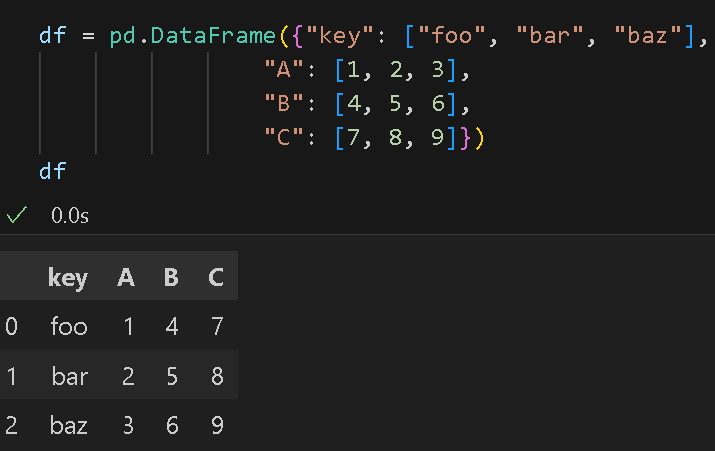 df = pd.DataFrame({"key": ["foo", "bar", "baz"],
"A": [1, 2, 3],
"B": [4, 5, 6],
"C": [7, 8, 9]})
df
0.0s
key A B C
0 foo 1 4 7
1 bar 2 5 8
2 baz 3 6 9